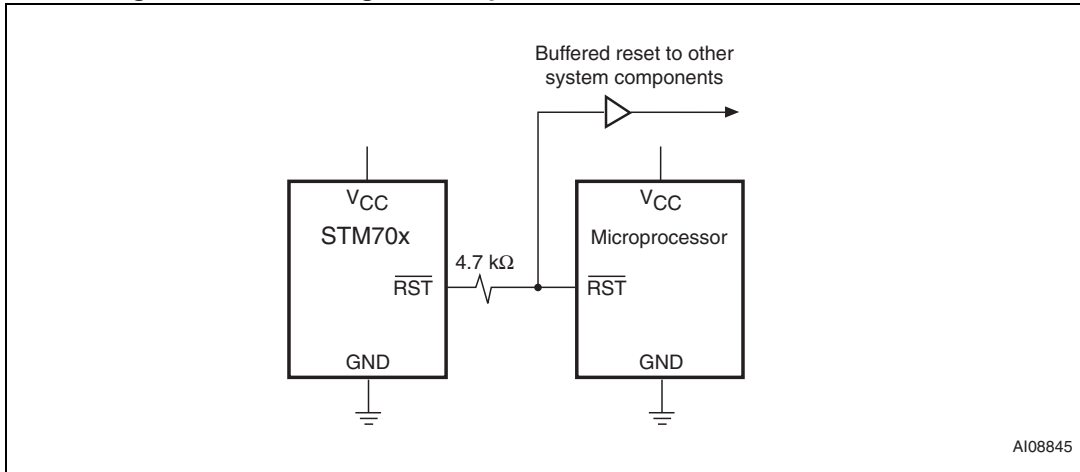 Buffered reset to other
system components
VCC
STM70x
4.7 kΩ
RST
GND
VCC
Microprocessor
RST
GND
AI08845